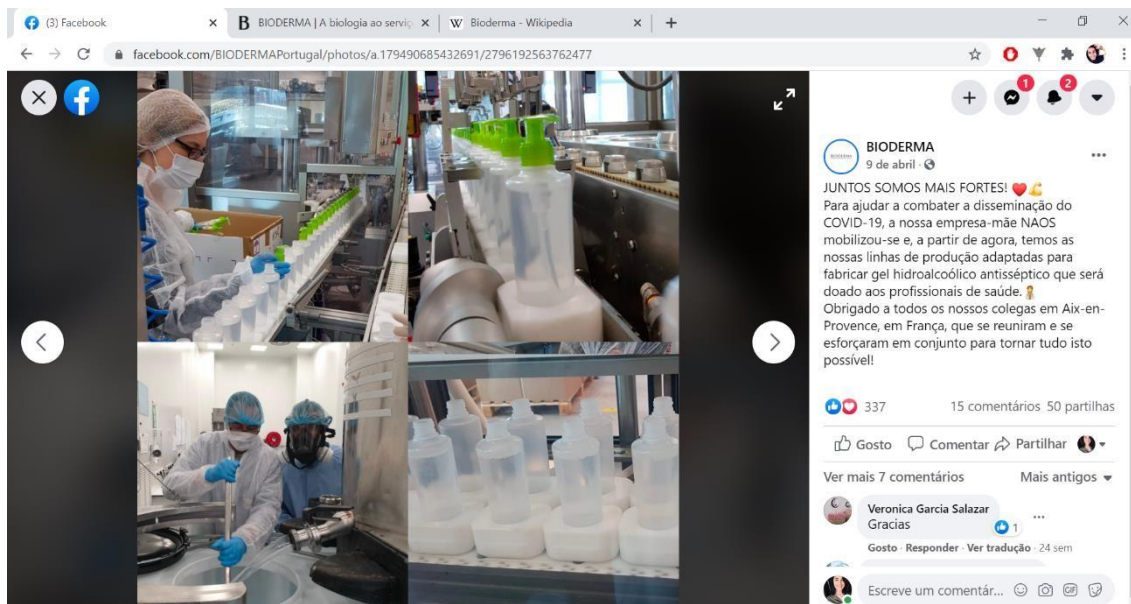 (3) Facebook
BIODERMA | A biologia ao serviç
Bioderma - Wikipedia
facebook.com/BIODERMAPortugal/photos/a.179490685432691/2796192563762477
1
2
BIODERMA
9 de abril ·
JUNTOS SOMOS MAIS FORTES! ❤️💪
Para ajudar a combater a disseminação do
COVID-19, a nossa empresa-mãe NAOS
mobilizou-se e, a partir de agora, temos as
nossas linhas de produção adaptadas para
fabricar gel hidroalcoólico antisséptico que será
doado aos profissionais de saúde.
Obrigado a todos os nossos colegas em Aix-en-
Provence, em França, que se reuniram e se
esforçaram em conjunto para tornar tudo isto
possível!
337 15 comentários 50 partilhas
Gosto Comentar Partilhar
Ver mais 7 comentários Mais antigos
Veronica Garcia Salazar
Gracias
1
Gosto · Responder · Ver tradução · 24 sem
Escreve um comentár... GIF